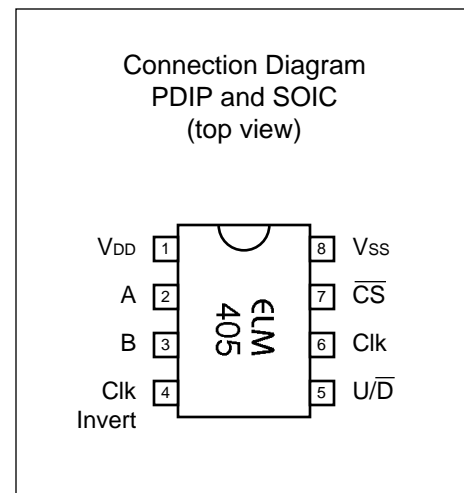 Connection Diagram
PDIP and SOIC
(top view)
VDD 1
8 VSS
A 2
7 C̅S̅
B 3
6 Clk
Clk
Invert 4
5 U/D̅
ELM
405